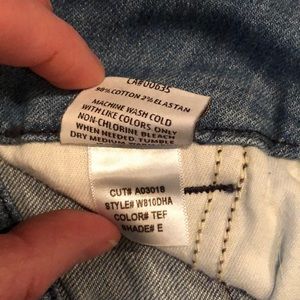 CA#00635
98% COTTON 2% ELASTAN
MACHINE WASH COLD
WITH LIKE COLORS. ONLY
NON-CHLORINE BLEACH
WHEN NEEDED. TUMBLE
DRY MEDIUM
CUT# A03018
STYLE# W810DHA
COLOR# TEF
SHADE# E